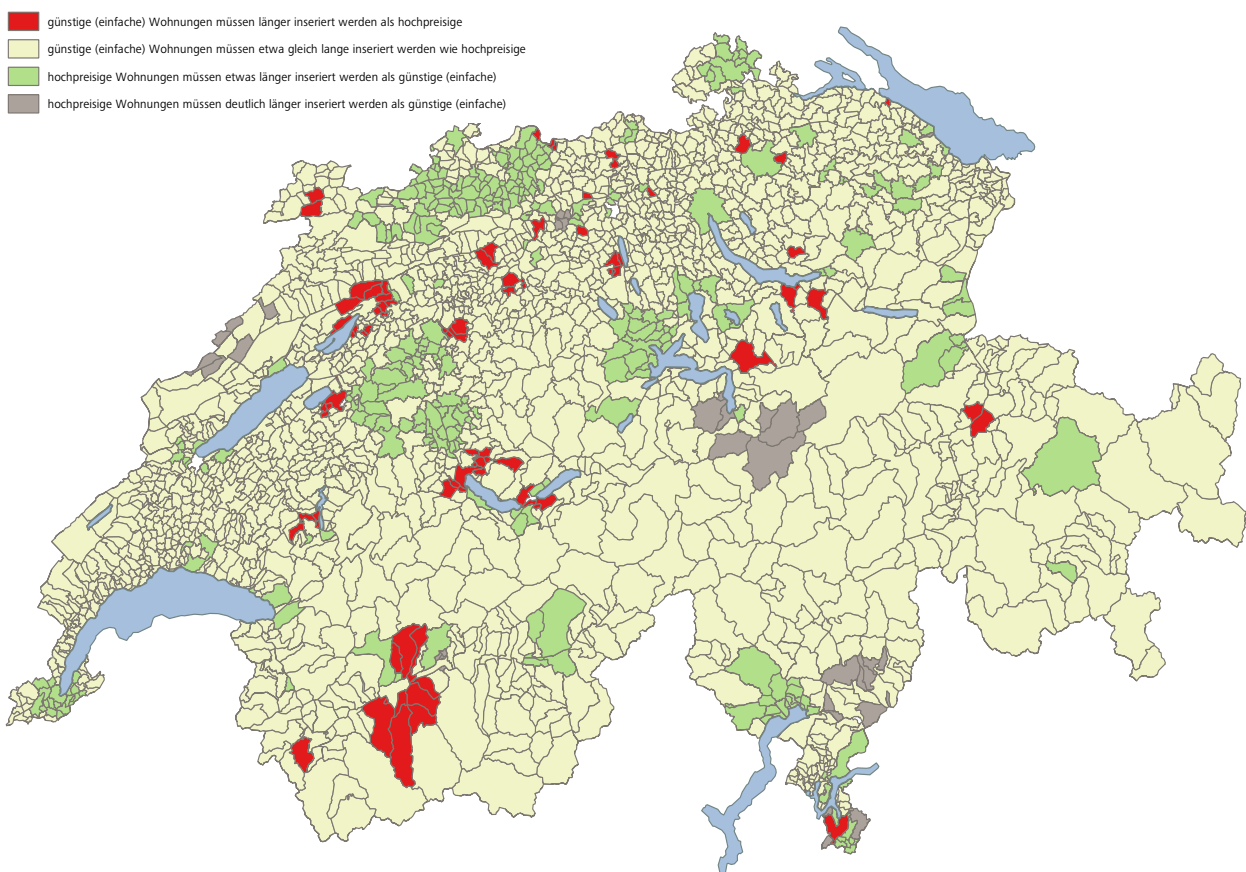 günstige (einfache) Wohnungen müssen länger inseriert werden als hochpreisige
günstige (einfache) Wohnungen müssen etwa gleich lange inseriert werden wie hochpreisige
hochpreisige Wohnungen müssen etwas länger inseriert werden als günstige (einfache)
hochpreisige Wohnungen müssen deutlich länger inseriert werden als günstige (einfache)